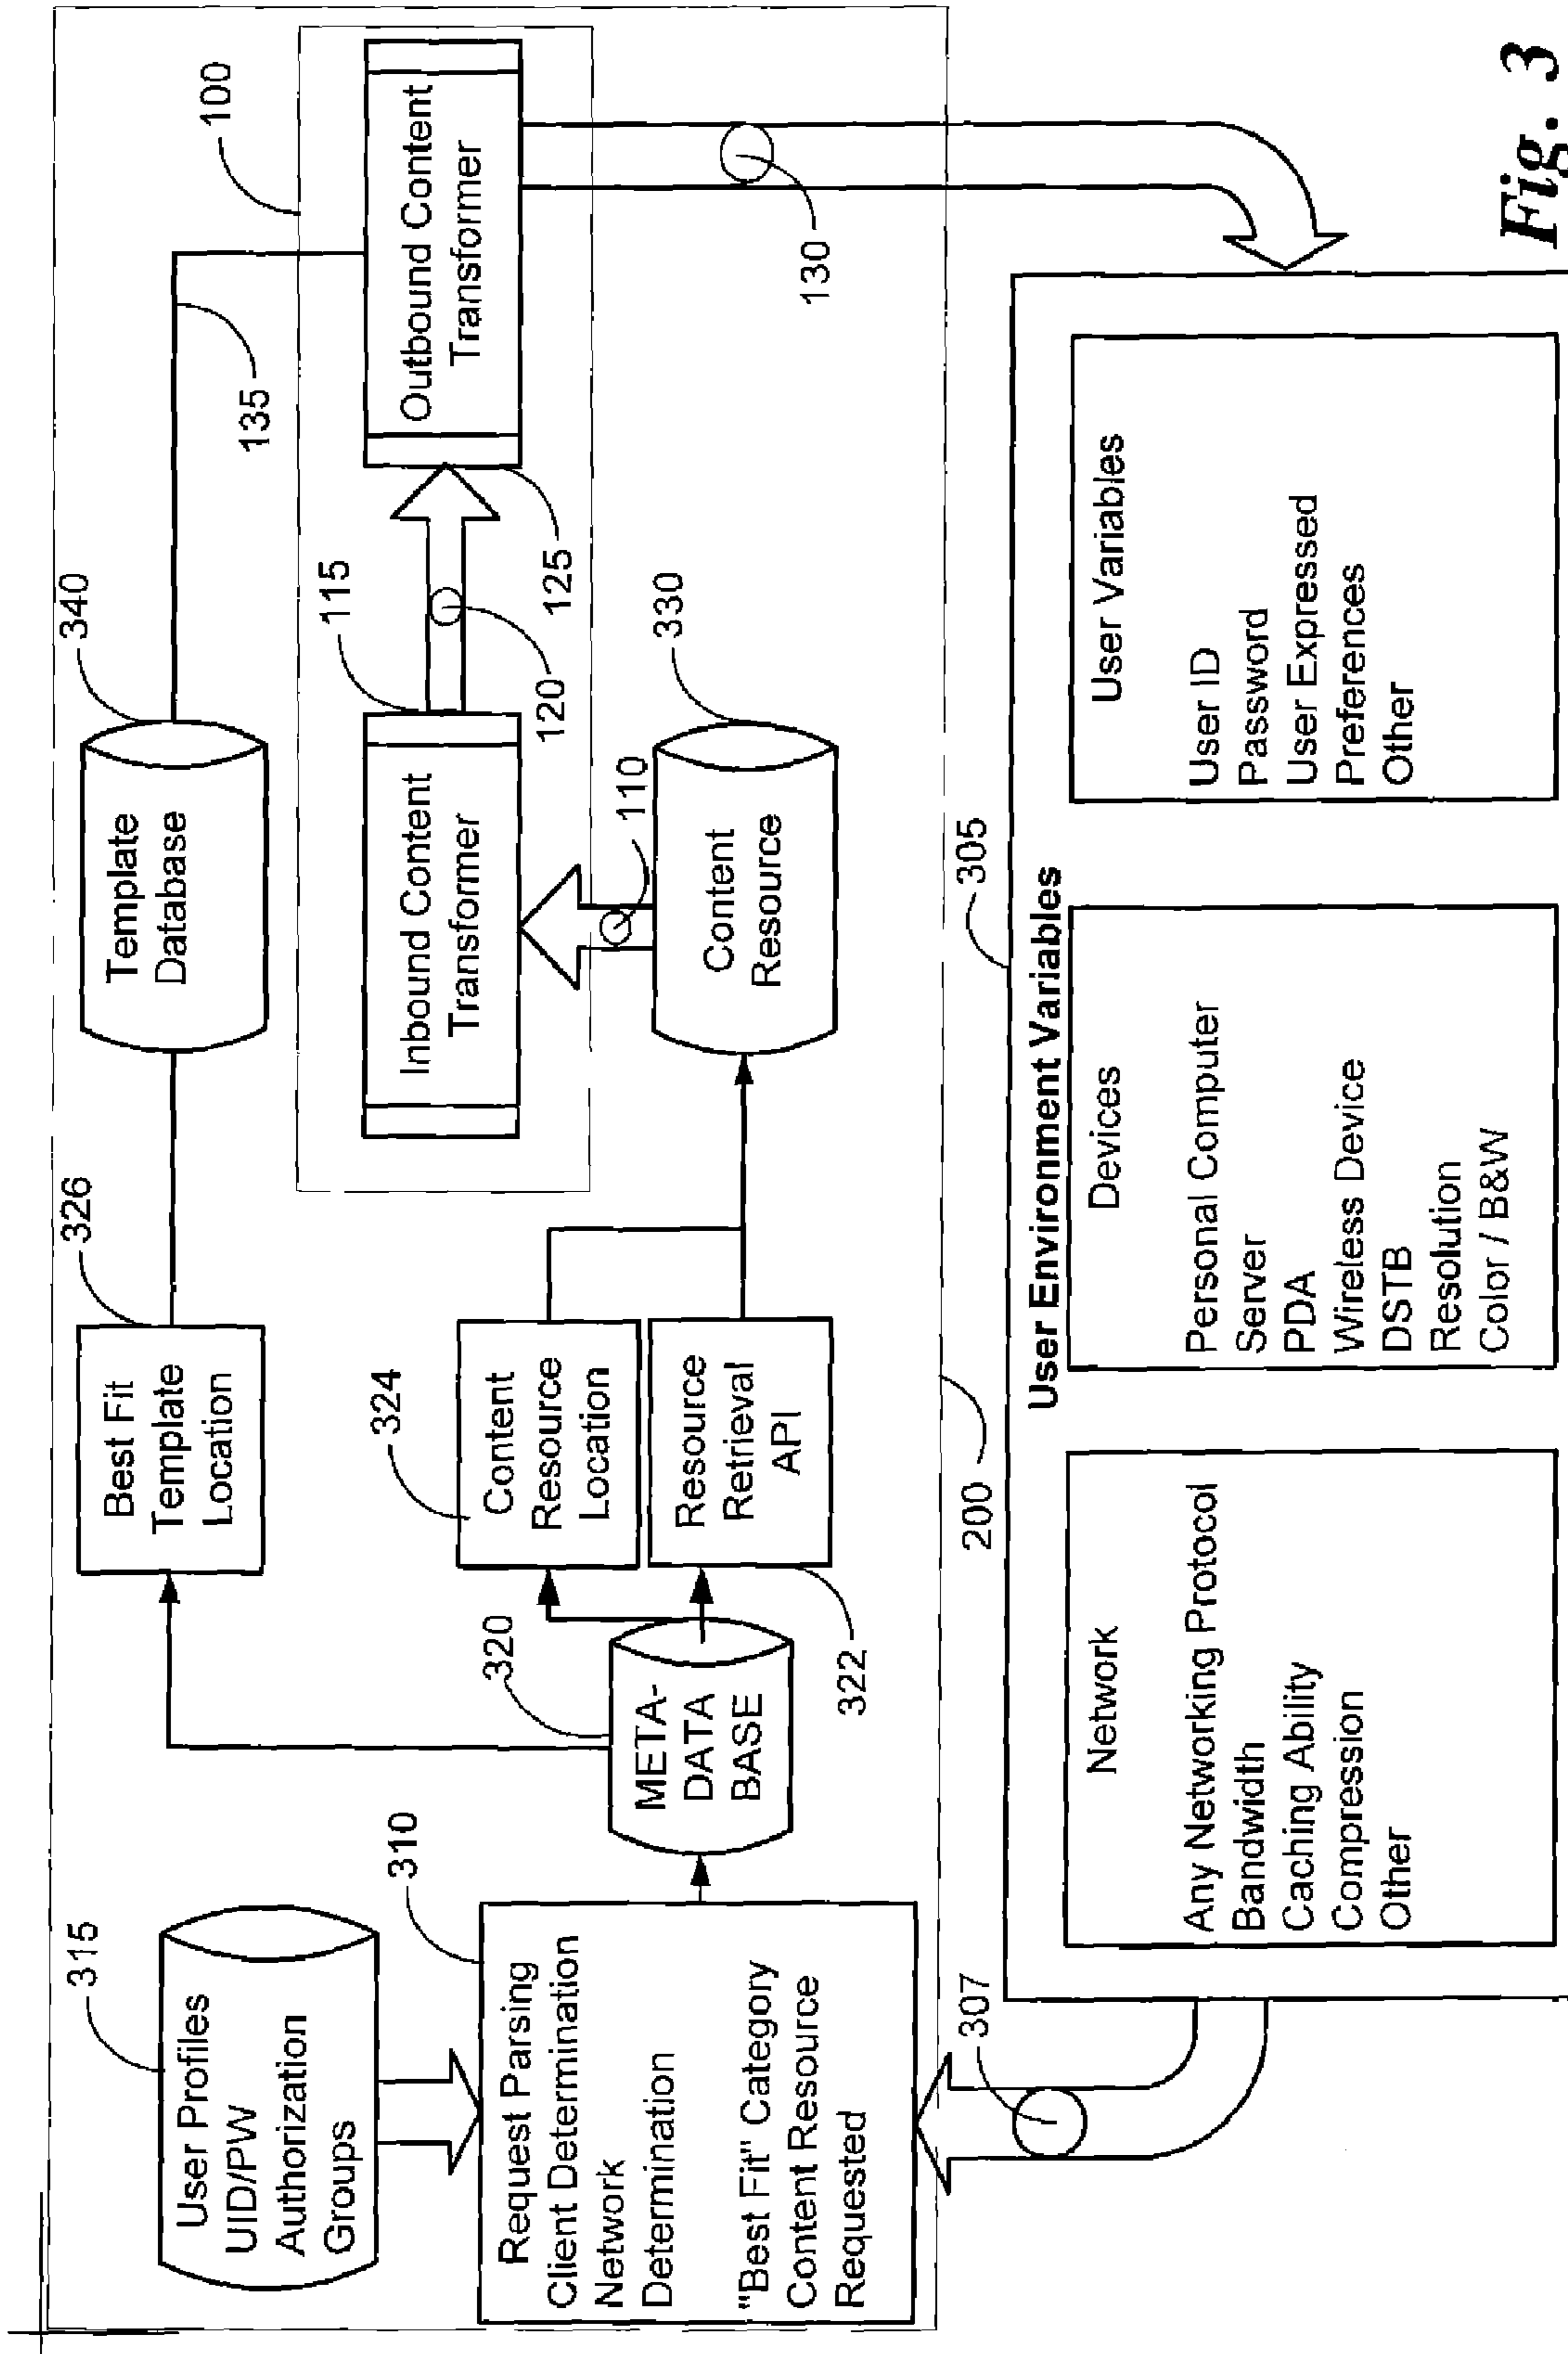 315
User Profiles
UID/PW
Authorization
Groups
310
Request Parsing
Client Determination
Network
Determination
"Best Fit" Category
Content Resource
Requested
307
320
META-
DATA
BASE
326
Best Fit
Template
Location
324
Content
Resource
Location
Resource
Retrieval
API
322
340
Template
Database
135
100
115
Inbound Content
Transformer
120
125
Outbound Content
Transformer
110
330
Content
Resource
130
200
305
User Environment Variables
Network
Any Networking Protocol
Bandwidth
Caching Ability
Compression
Other
Devices
Personal Computer
Server
PDA
Wireless Device
DSTB
Resolution
Color / B&W
User Variables
User ID
Password
User Expressed
Preferences
Other
Fig. 3